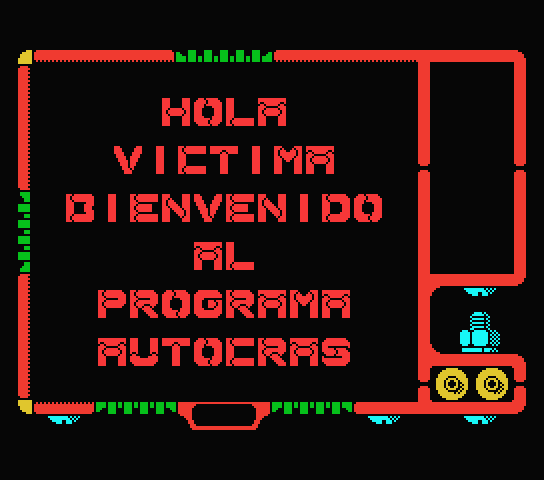 HOLA
VICTIMA
BIENVENIDO
AL
PROGRAMA
AUTOCRAS